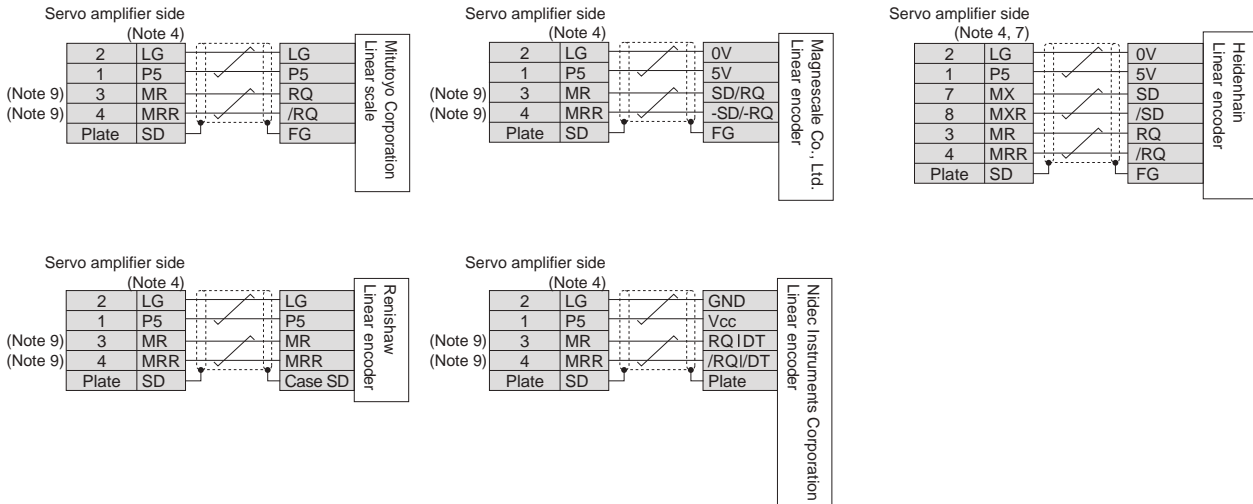 Servo amplifier side
(Note 4)
2 LG LG
1 P5 P5
(Note 9) 3 MR RQ
(Note 9) 4 MRR /RQ
Plate SD FG
Mitutoyo Corporation
Linear scale
Servo amplifier side
(Note 4)
2 LG 0V
1 P5 5V
(Note 9) 3 MR SD/RQ
(Note 9) 4 MRR -SD/-RQ
Plate SD FG
Magnescale Co., Ltd.
Linear encoder
Servo amplifier side
(Note 4, 7)
2 LG 0V
1 P5 5V
7 MX SD
8 MXR /SD
3 MR RQ
4 MRR /RQ
Plate SD FG
Heidenhain
Linear encoder
Servo amplifier side
(Note 4)
2 LG LG
1 P5 P5
(Note 9) 3 MR MR
(Note 9) 4 MRR MRR
Plate SD Case SD
Renishaw
Linear encoder
Servo amplifier side
(Note 4)
2 LG GND
1 P5 Vcc
(Note 9) 3 MR RQ|DT
(Note 9) 4 MRR /RQ|/DT
Plate SD Plate
Nidec Instruments Corporation
Linear encoder